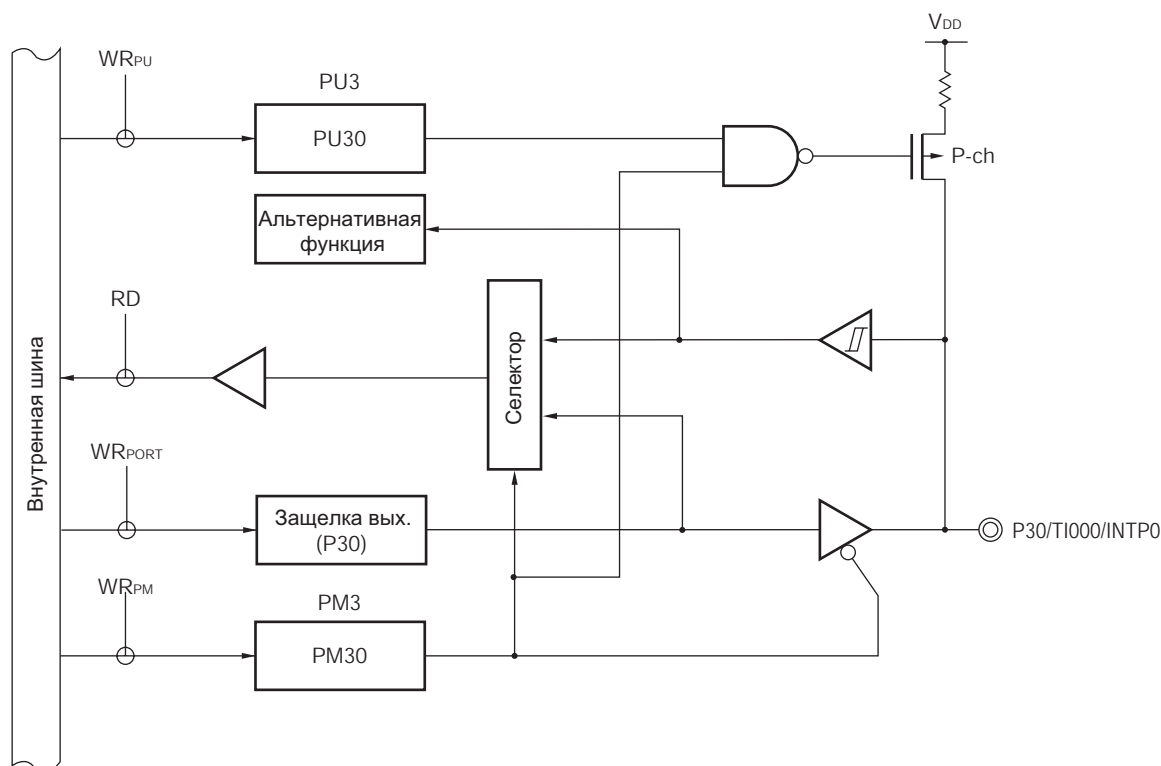 VDD
WRPU
PU3
PU30
P-ch
Альтернативная
функция
RD
Селектор
Внутренная шина
WRPORT
Защелка вых.
(P30)
P30/TI000/INTP0
WRPM
PM3
PM30